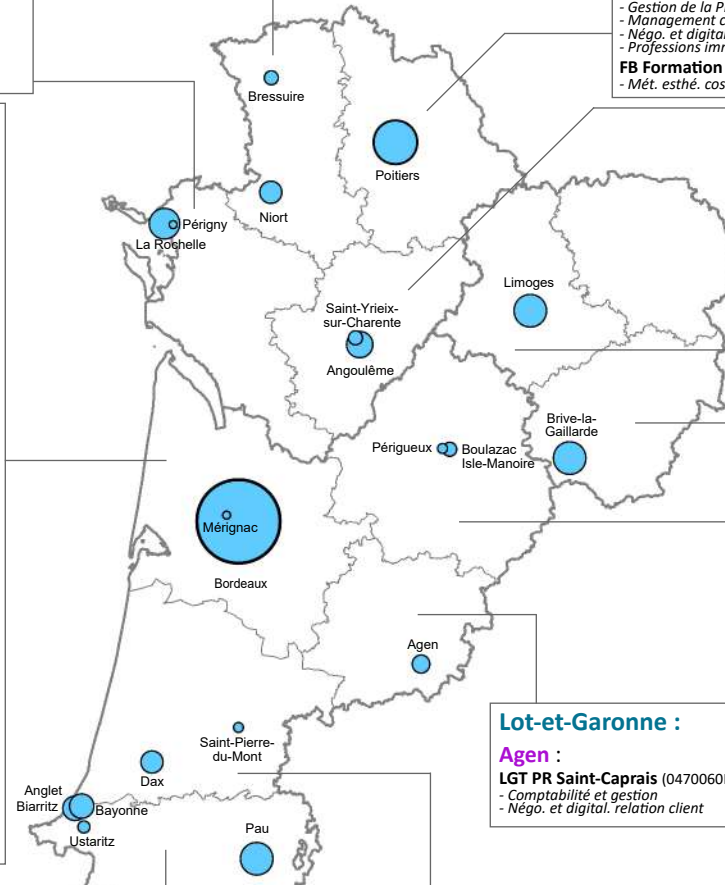 - Gestion de la P
- Management c
- Négo. et digital
- Professions imm
FB Formation
- Mét. esthé. cos
Bressuire
Poitiers
Niort
Périgny
La Rochelle
Limoges
Saint-Yrieix-
sur-Charente
Angoulême
Brive-la-
Gaillarde
Périgueux
Boulazac
Isle-Manoire
Mérignac
Bordeaux
Agen
Lot-et-Garonne :
Agen :
LGT PR Saint-Caprais (0470060
- Comptabilité et gestion
- Négo. et digital. relation client
Saint-Pierre-
du-Mont
Dax
Anglet
Biarritz
Bayonne
Ustaritz
Pau